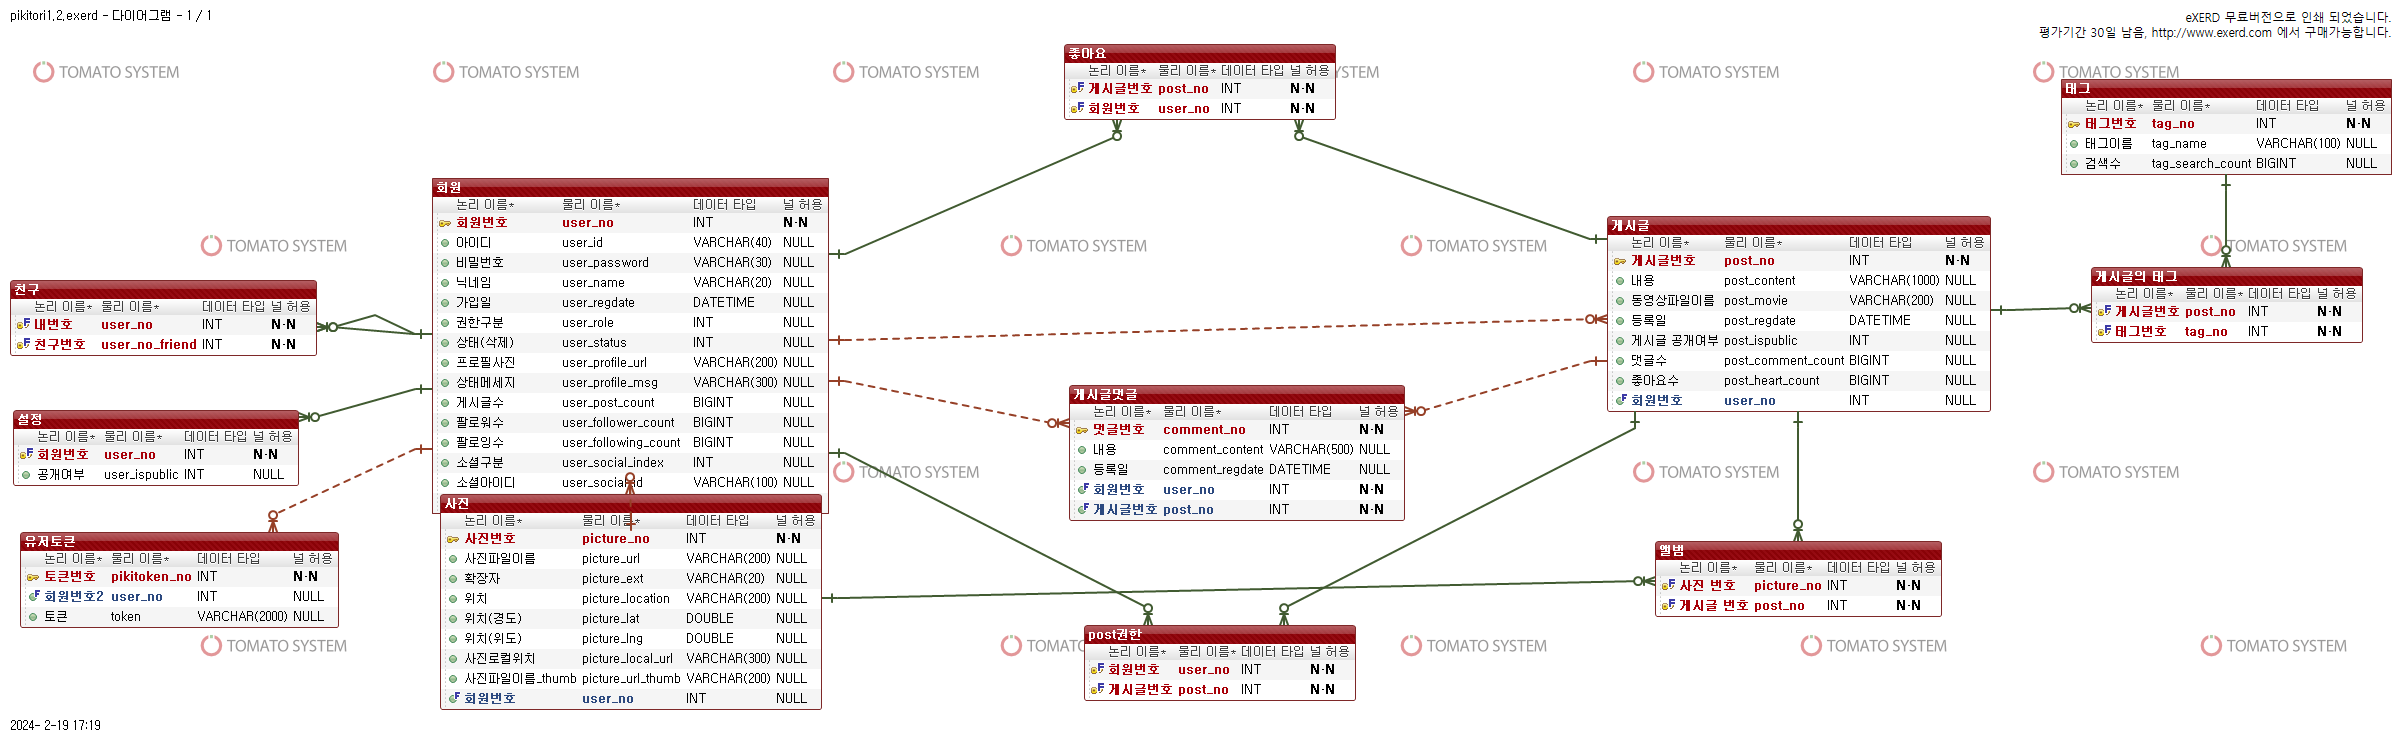 pikitori1,2,exerd - 다이어그램 - 1 / 1
eXERD 무료버전으로 인쇄 되었습니다.
평가기간 30일 남음, http://www.exerd.com 에서 구매가능합니다.
TOMATO SYSTEM
TOMATO SYSTEM
TOMATO SYSTEM
TOMATO SYSTEM
TOMATO SYSTEM
좋아요
논리 이름* 물리 이름* 데이터 타입 널 허용
게시글번호 post_no INT N-N
회원번호 user_no INT N-N
태그
논리 이름* 물리 이름* 데이터 타입 널 허용
태그번호 tag_no INT N-N
태그이름 tag_name VARCHAR(100) NULL
검색수 tag_search_count BIGINT NULL
회원
논리 이름* 물리 이름* 데이터 타입 널 허용
회원번호 user_no INT N-N
아이디 user_id VARCHAR(40) NULL
비밀번호 user_password VARCHAR(30) NULL
닉네임 user_name VARCHAR(20) NULL
가입일 user_regdate DATETIME NULL
권한구분 user_role INT NULL
상태(삭제) user_status INT NULL
프로필사진 user_profile_url VARCHAR(200) NULL
상태메세지 user_profile_msg VARCHAR(300) NULL
게시글수 user_post_count BIGINT NULL
팔로워수 user_follower_count BIGINT NULL
팔로잉수 user_following_count BIGINT NULL
소셜구분 user_social_index INT NULL
소셜아이디 VARCHAR(100) NULL
TOMATO SYSTEM
TOMATO SYSTEM
TOMATO SYSTEM
TOMATO SYSTEM
게시글
논리 이름* 물리 이름* 데이터 타입 널 허용
게시글번호 post_no INT N-N
내용 post_content VARCHAR(1000) NULL
동영상파일이름 post_movie VARCHAR(200) NULL
등록일 post_regdate DATETIME NULL
게시글 공개여부 post_ispublic INT NULL
댓글수 post_comment_count BIGINT NULL
좋아요수 post_heart_count BIGINT NULL
회원번호 user_no INT N-N
게시글의 태그
논리 이름* 물리 이름* 데이터 타입 널 허용
게시글번호 post_no INT N-N
태그번호 tag_no INT N-N
친구
논리 이름* 물리 이름* 데이터 타입 널 허용
내번호 user_no INT N-N
친구번호 user_no_friend INT N-N
설정
논리 이름* 물리 이름* 데이터 타입 널 허용
회원번호 user_no INT N-N
공개여부 user_ispublic INT NULL
게시글댓글
논리 이름* 물리 이름* 데이터 타입 널 허용
댓글번호 comment_no INT N-N
내용 comment_content VARCHAR(500) NULL
등록일 comment_regdate DATETIME NULL
회원번호 user_no INT N-N
게시글번호 post_no INT N-N
TOMATO SYSTEM
TOMATO SYSTEM
TOMATO SYSTEM
사진
논리 이름* 물리 이름* 데이터 타입 널 허용
사진번호 picture_no INT N-N
사진파일이름 picture_url VARCHAR(200) NULL
확장자 picture_ext VARCHAR(20) NULL
위치 picture_location VARCHAR(200) NULL
위치(경도) picture_lat DOUBLE NULL
위치(위도) picture_lng DOUBLE NULL
사진로컬위치 picture_local_url VARCHAR(300) NULL
사진파일이름_thumb picture_url_thumb VARCHAR(200) NULL
회원번호 user_no INT NULL
유저토큰
논리 이름* 물리 이름* 데이터 타입 널 허용
토큰번호 pikitoken_no INT N-N
회원번호2 user_no INT NULL
토큰 token VARCHAR(2000) NULL
앨범
논리 이름* 물리 이름* 데이터 타입 널 허용
사진 번호 picture_no INT N-N
게시글 번호 post_no INT N-N
post권한
논리 이름* 물리 이름* 데이터 타입 널 허용
회원번호 user_no INT N-N
게시글번호 post_no INT N-N
TOMATO SYSTEM
TOMATO SYSTEM
TOMATO SYSTEM
TOMATO SYSTEM
2024- 2-19 17:19